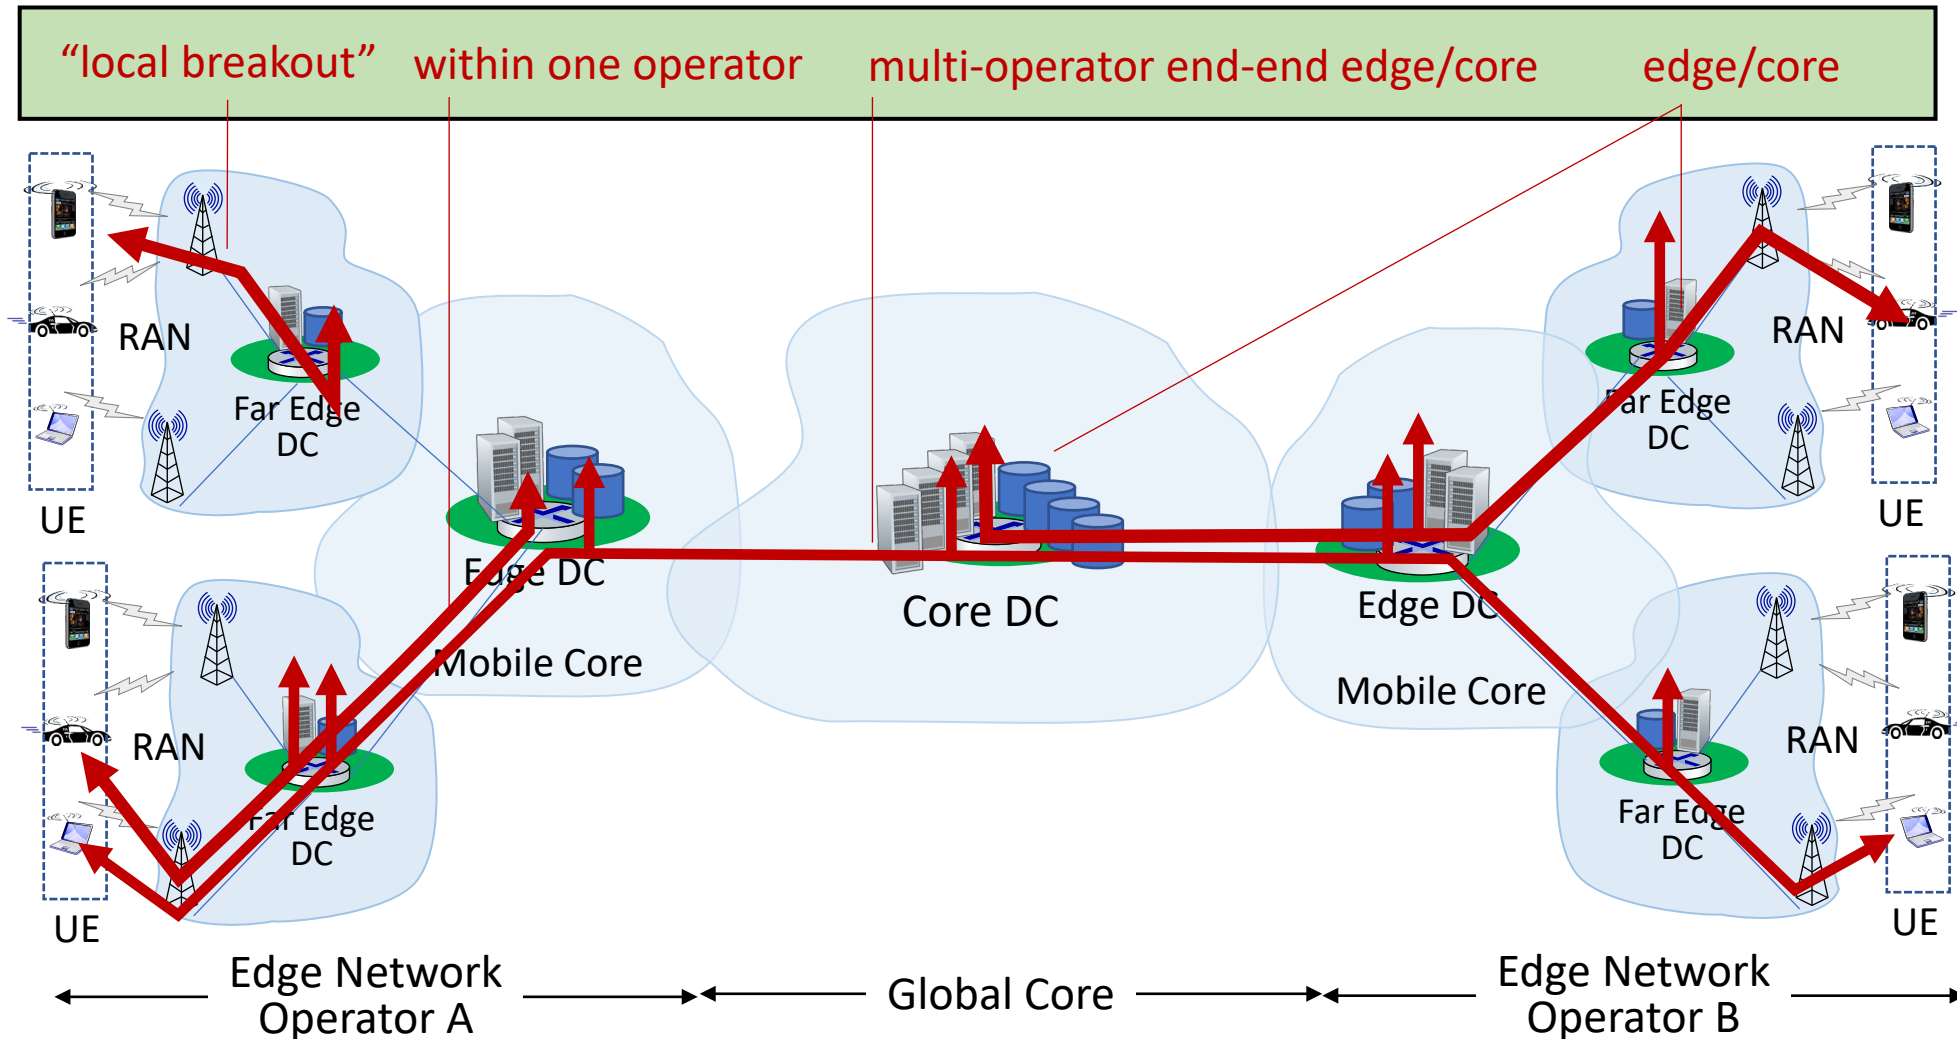 “local breakout” within one operator multi-operator end-end edge/core edge/core
RAN
Far Edge
DC
UE
RAN
Far Edge
DC
UE
Edge DC
Mobile Core
Core DC
Edge DC
Mobile Core
RAN
Far Edge
DC
UE
RAN
Far Edge
DC
UE
Edge Network
Operator A
Global Core
Edge Network
Operator B